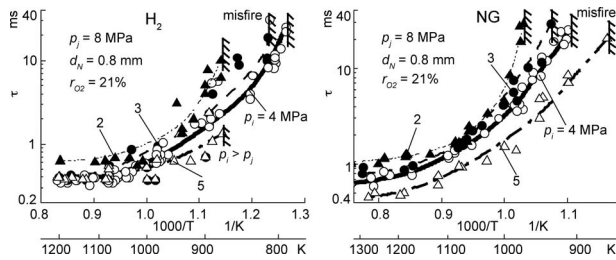 ms
H2
misfire
40
pj = 8 MPa
dN = 0.8 mm
rO2 = 21%
10
τ
3
2
pi = 4 MPa
1
pi > pj
5
0.2
0.8 0.9 1.0 1.1 1.2 1.3
1000/T 1/K
1200 1100 1000 900 800 K
ms
NG
misfire
40
pj = 8 MPa
dN = 0.8 mm
rO2 = 21%
10
τ
3
2
pi = 4 MPa
1
5
0.4
0.8 0.9 1.0 1.1
1000/T 1/K
1300 1200 1100 1000 900 K